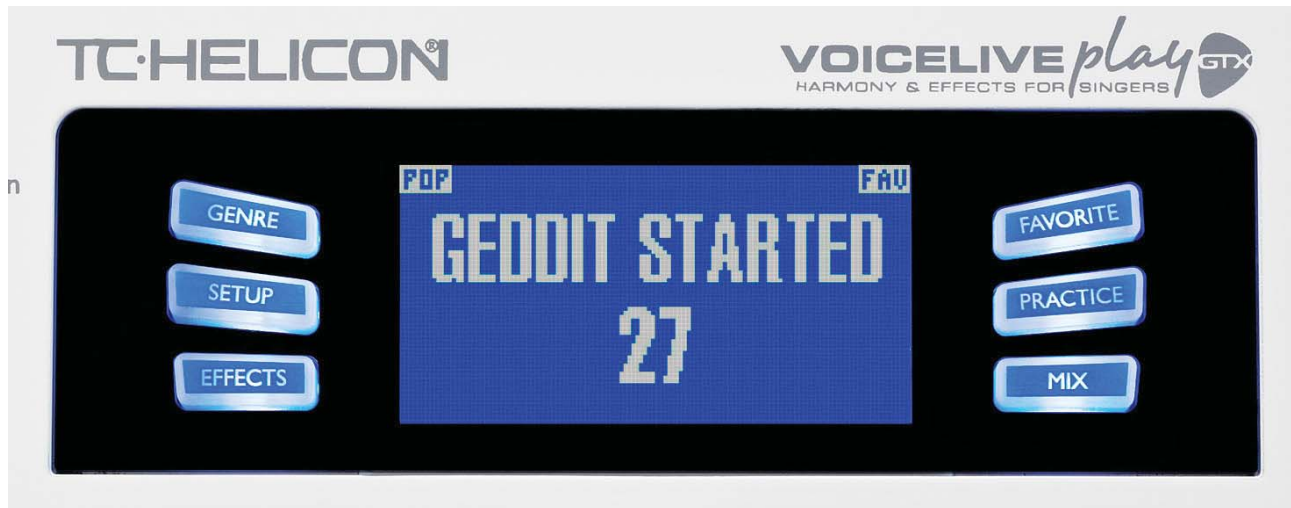 TC·HELICON®
VOICELIVE play GTX
HARMONY & EFFECTS FOR SINGERS
n
POP
FAV
GENRE
FAVORITE
GEDDIT STARTED
SETUP
PRACTICE
27
EFFECTS
MIX